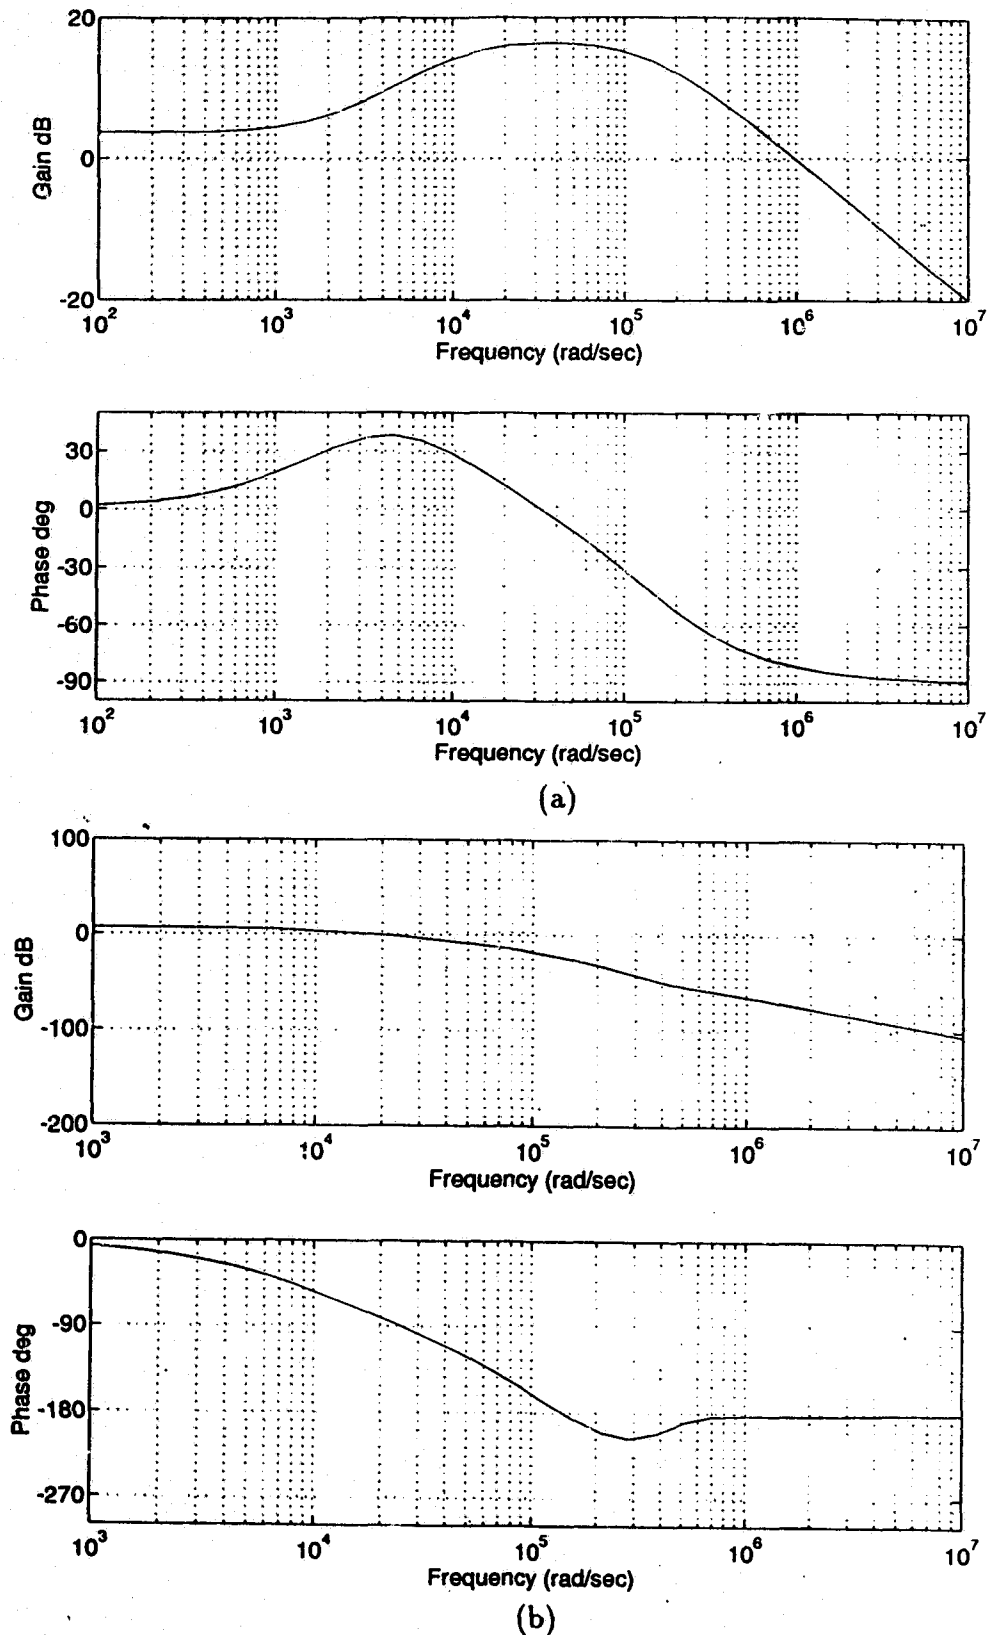 20
0
-20
Gain dB
10^2 10^3 10^4 10^5 10^6 10^7
Frequency (rad/sec)
30
0
-30
-60
-90
Phase deg
10^2 10^3 10^4 10^5 10^6 10^7
Frequency (rad/sec)
(a)
100
0
-100
-200
Gain dB
10^3 10^4 10^5 10^6 10^7
Frequency (rad/sec)
0
-90
-180
-270
Phase deg
10^3 10^4 10^5 10^6 10^7
Frequency (rad/sec)
(b)